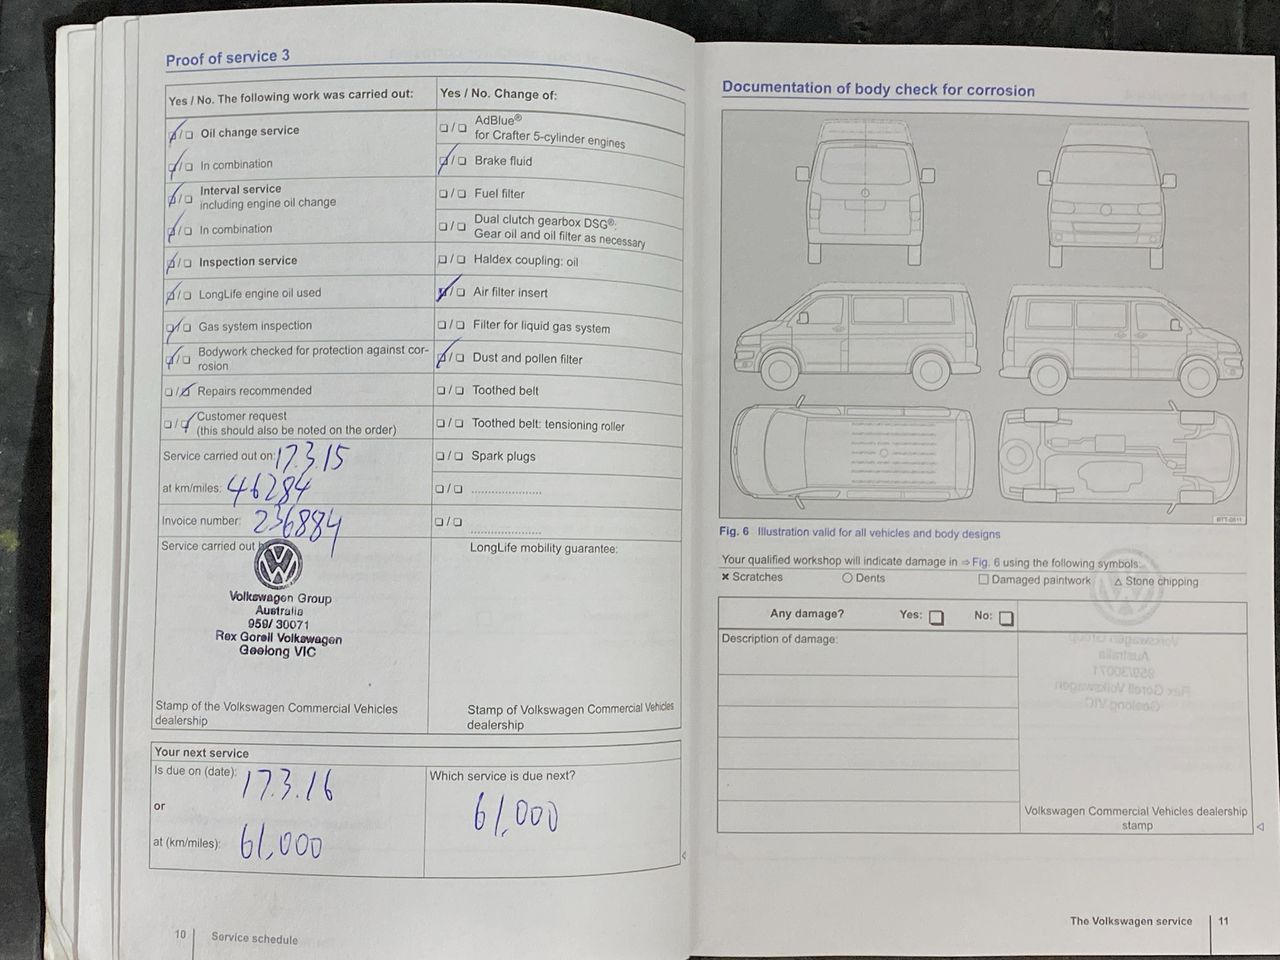 Proof of service 3
Yes / No. The following work was carried out:
Yes / No. Change of:
❏/❏ Oil change service
❏/❏ In combination
❏/❏ Interval service
including engine oil change
❏/❏ In combination
❏/❏ Inspection service
❏/❏ LongLife engine oil used
❏/❏ Gas system inspection
❏/❏ Bodywork checked for protection against cor-
rosion
❏/❏ Repairs recommended
❏/❏ Customer request
(this should also be noted on the order)
Service carried out on: 17.3.15
at km/miles: 46284
Invoice number: 236884
Service carried out
Volkswagen Group
Australia
959/ 30071
Rex Gorell Volkswagen
Geelong VIC
Stamp of the Volkswagen Commercial Vehicles
dealership
❏/❏ AdBlue®
for Crafter 5-cylinder engines
❏/❏ Brake fluid
❏/❏ Fuel filter
❏/❏ Dual clutch gearbox DSG®:
Gear oil and oil filter as necessary
❏/❏ Haldex coupling: oil
❏/❏ Air filter insert
❏/❏ Filter for liquid gas system
❏/❏ Dust and pollen filter
❏/❏ Toothed belt
❏/❏ Toothed belt: tensioning roller
❏/❏ Spark plugs
❏/❏ ......................
❏/❏ ......................
LongLife mobility guarantee:
Stamp of Volkswagen Commercial Vehicles
dealership
Your next service
Is due on (date): 17.3.16
or
at (km/miles): 61,000
Which service is due next?
61,000
10 Service schedule
Documentation of body check for corrosion
Fig. 6 Illustration valid for all vehicles and body designs
Your qualified workshop will indicate damage in ⇒ Fig. 6 using the following symbols:
✖ Scratches ○ Dents □ Damaged paintwork △ Stone chipping
Any damage? Yes: ❏ No: ❏
Description of damage:
Volkswagen Commercial Vehicles dealership
stamp
The Volkswagen service 11